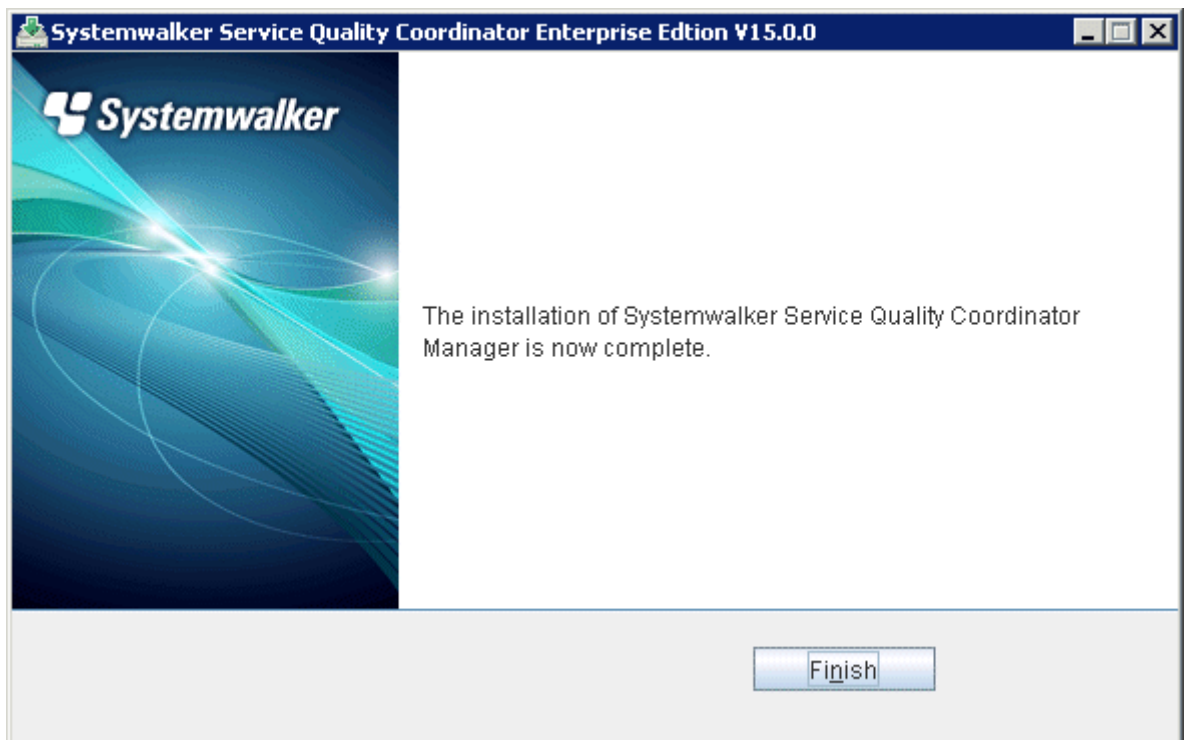 Systemwalker Service Quality Coordinator Enterprise Edtion V15.0.0
Systemwalker
The installation of Systemwalker Service Quality Coordinator
Manager is now complete.
Finish